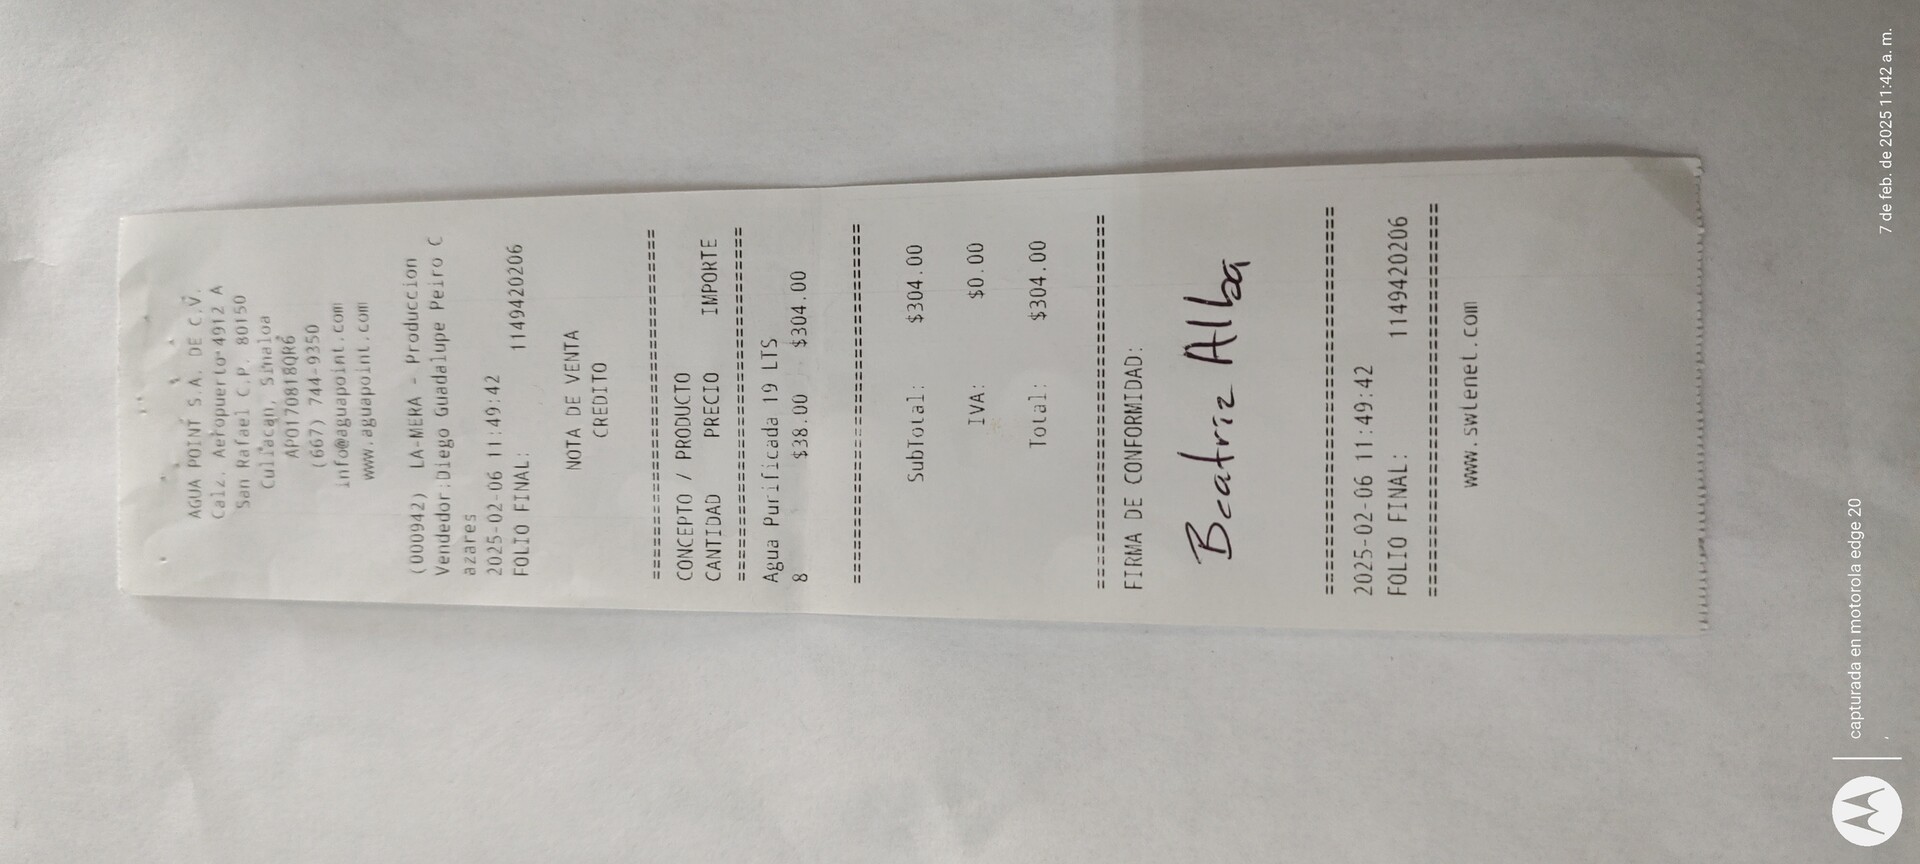 AGUA POINT S.A. DE C.V.
Calz. Aeropuerto 4912 A
San Rafael C.P. 80150
Culiacan, Sinaloa
APO170818QR6
(667) 744-9350
info@aguapoint.com
www.aguapoint.com
(000942) LA-MERA - Produccion
Vendedor:Diego Guadalupe Peiro C
azares
2025-02-06 11:49:42
FOLIO FINAL: 1149420206
NOTA DE VENTA
CREDITO
================================
CONCEPTO / PRODUCTO
CANTIDAD PRECIO IMPORTE
================================
Agua Purificada 19 LTS
8 $38.00 $304.00
================================
SubTotal: $304.00
IVA: $0.00
Total: $304.00
================================
FIRMA DE CONFORMIDAD:
Beatriz Alba
================================
2025-02-06 11:49:42
FOLIO FINAL: 1149420206
================================
www.swlenet.com
capturada en motorola edge 20
7 de feb. de 2025 11:42 a. m.